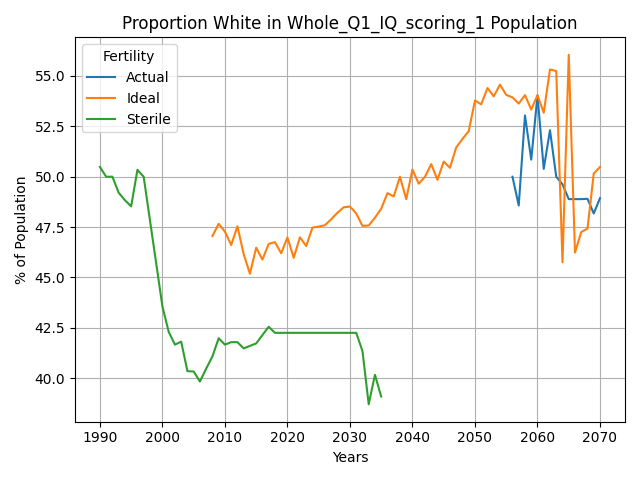 Proportion White in Whole_Q1_IQ_scoring_1 Population
Fertility
Actual
Ideal
Sterile
% of Population
55.0
52.5
50.0
47.5
45.0
42.5
40.0
1990 2000 2010 2020 2030 2040 2050 2060 2070
Years